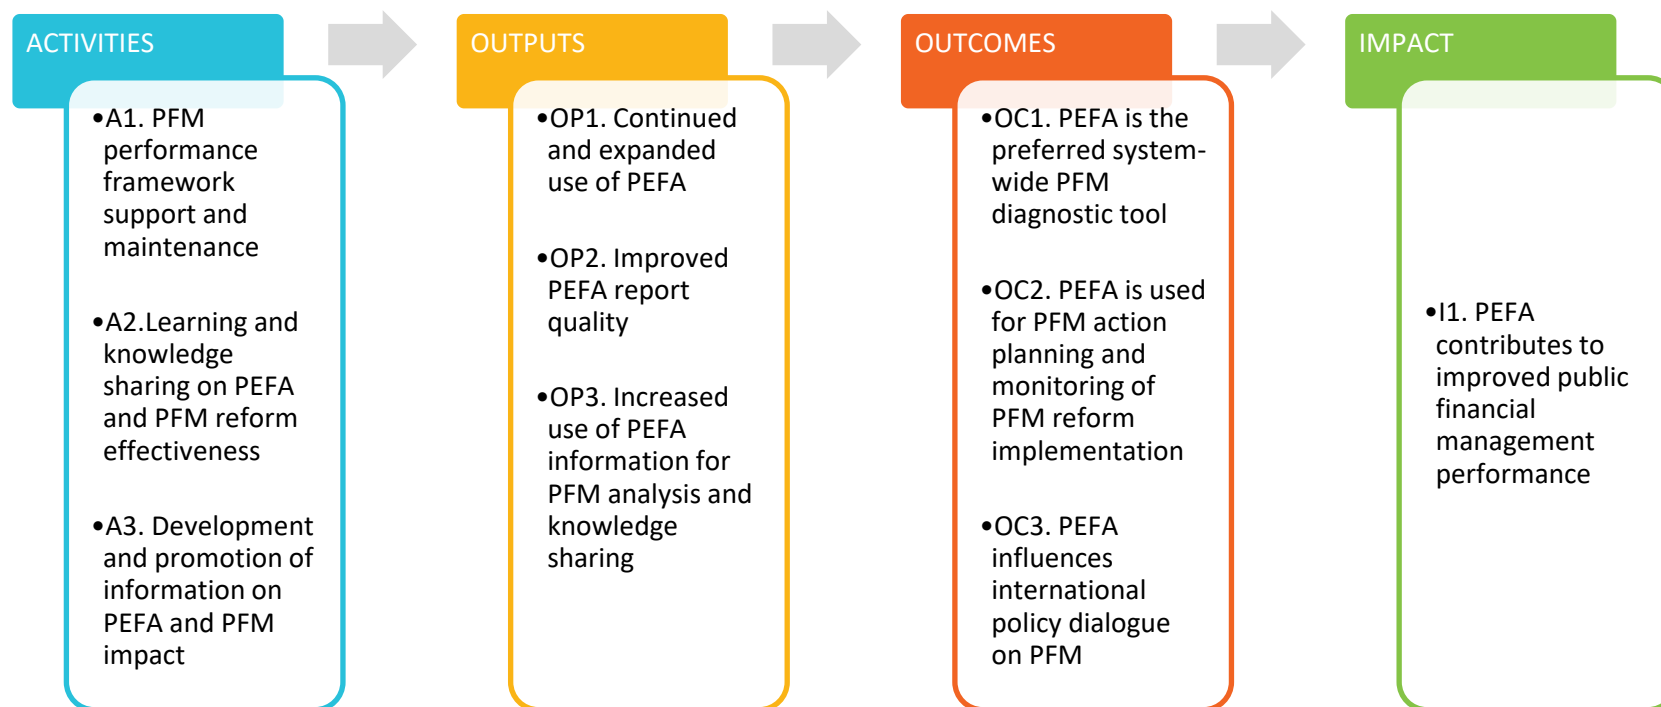 ACTIVITIES
•A1. PFM
performance
framework
support and
maintenance
•A2.Learning and
knowledge
sharing on PEFA
and PFM reform
effectiveness
•A3. Development
and promotion of
information on
PEFA and PFM
impact
OUTPUTS
•OP1. Continued
and expanded
use of PEFA
•OP2. Improved
PEFA report
quality
•OP3. Increased
use of PEFA
information for
PFM analysis and
knowledge
sharing
OUTCOMES
•OC1. PEFA is the
preferred system-
wide PFM
diagnostic tool
•OC2. PEFA is used
for PFM action
planning and
monitoring of
PFM reform
implementation
•OC3. PEFA
influences
international
policy dialogue
on PFM
IMPACT
•I1. PEFA
contributes to
improved public
financial
management
performance